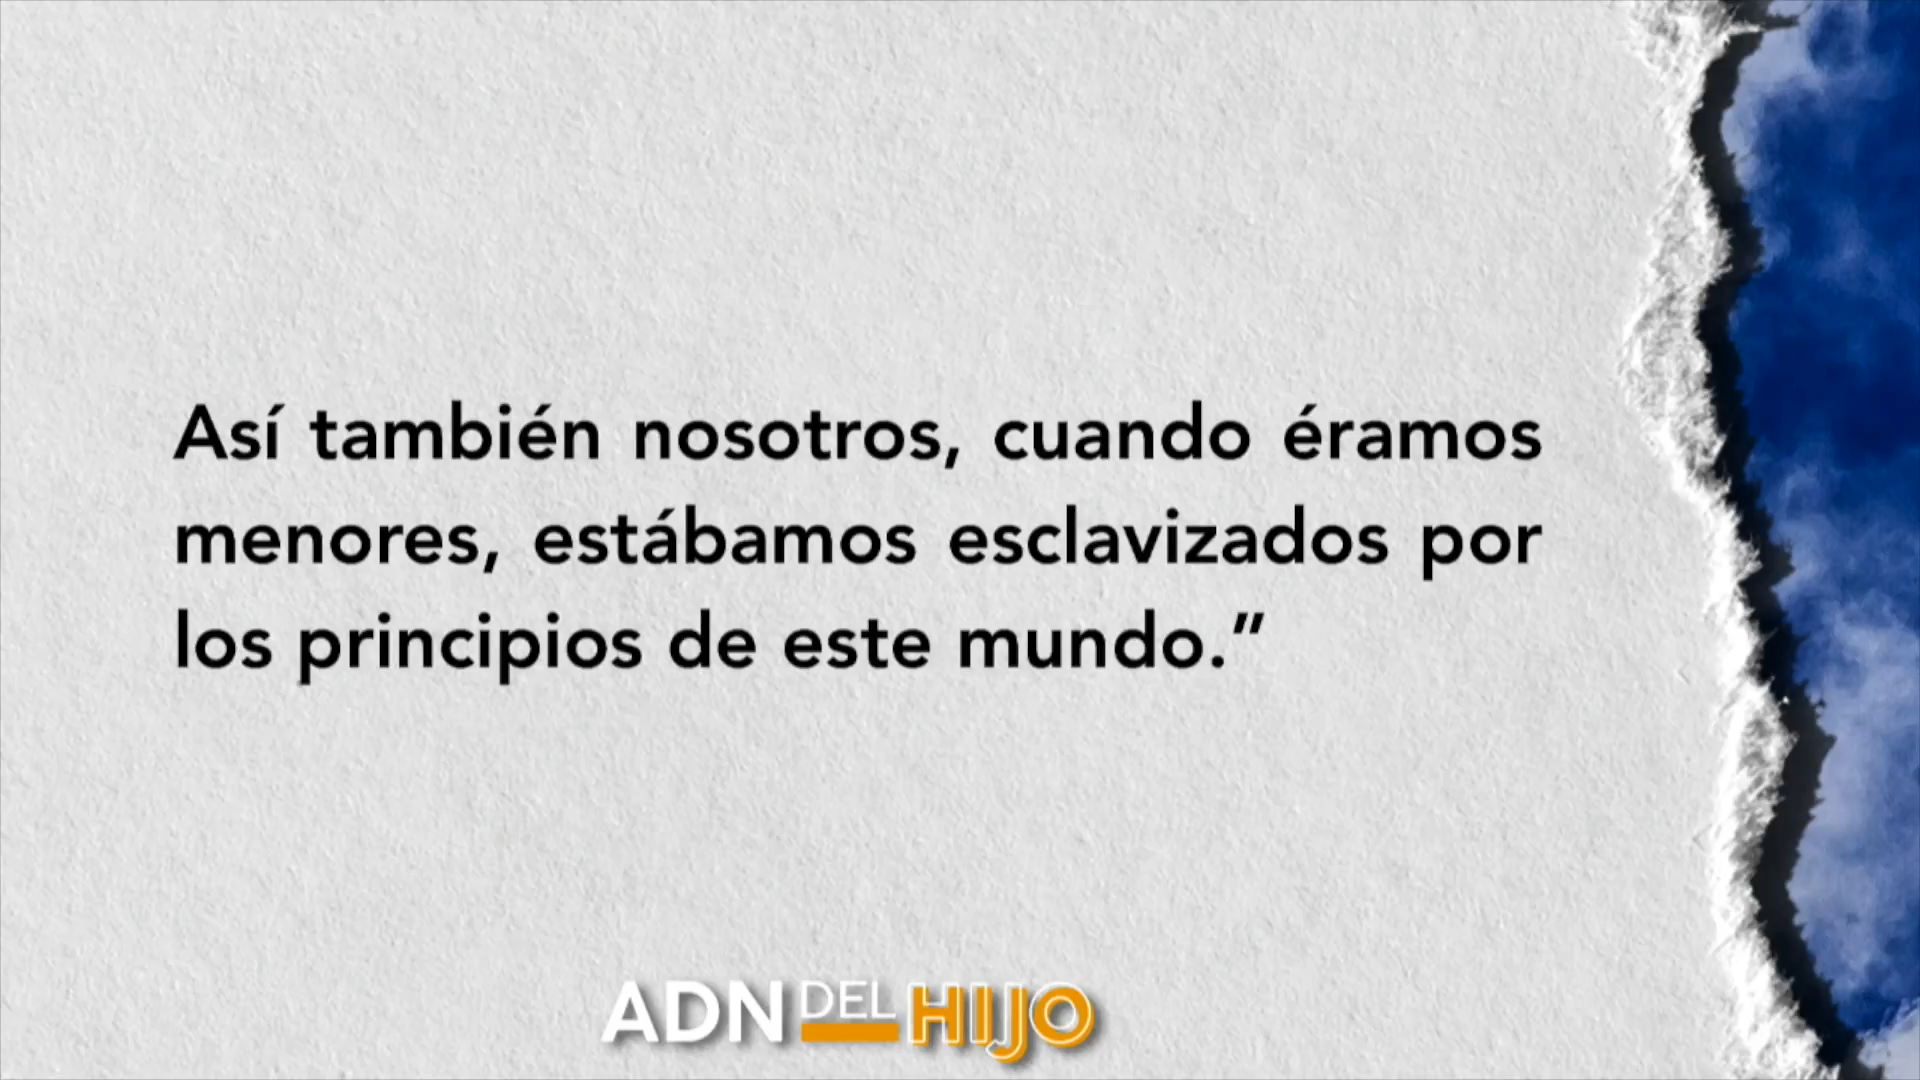 Así también nosotros, cuando éramos
menores, estábamos esclavizados por
los principios de este mundo.”
ADN DEL HIJO